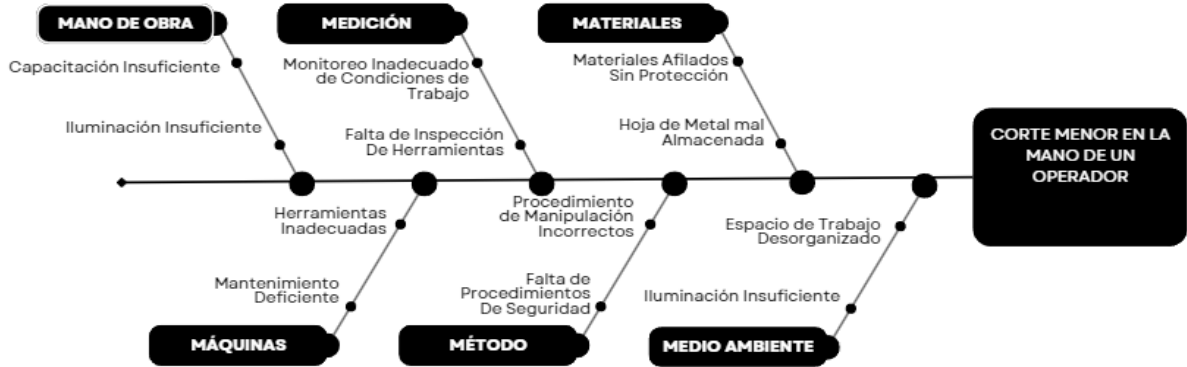 MANO DE OBRA
Capacitación Insuficiente
Iluminación Insuficiente
MEDICIÓN
Monitoreo Inadecuado
de Condiciones de
Trabajo
Falta de Inspección
De Herramientas
MATERIALES
Materiales Afilados
Sin Protección
Hoja de Metal mal
Almacenada
CORTE MENOR EN LA
MANO DE UN
OPERADOR
Herramientas
Inadecuadas
Mantenimiento
Deficiente
MÁQUINAS
Procedimiento
de Manipulación
Incorrectos
Falta de
Procedimientos
De Seguridad
MÉTODO
Espacio de Trabajo
Desorganizado
Iluminación Insuficiente
MEDIO AMBIENTE